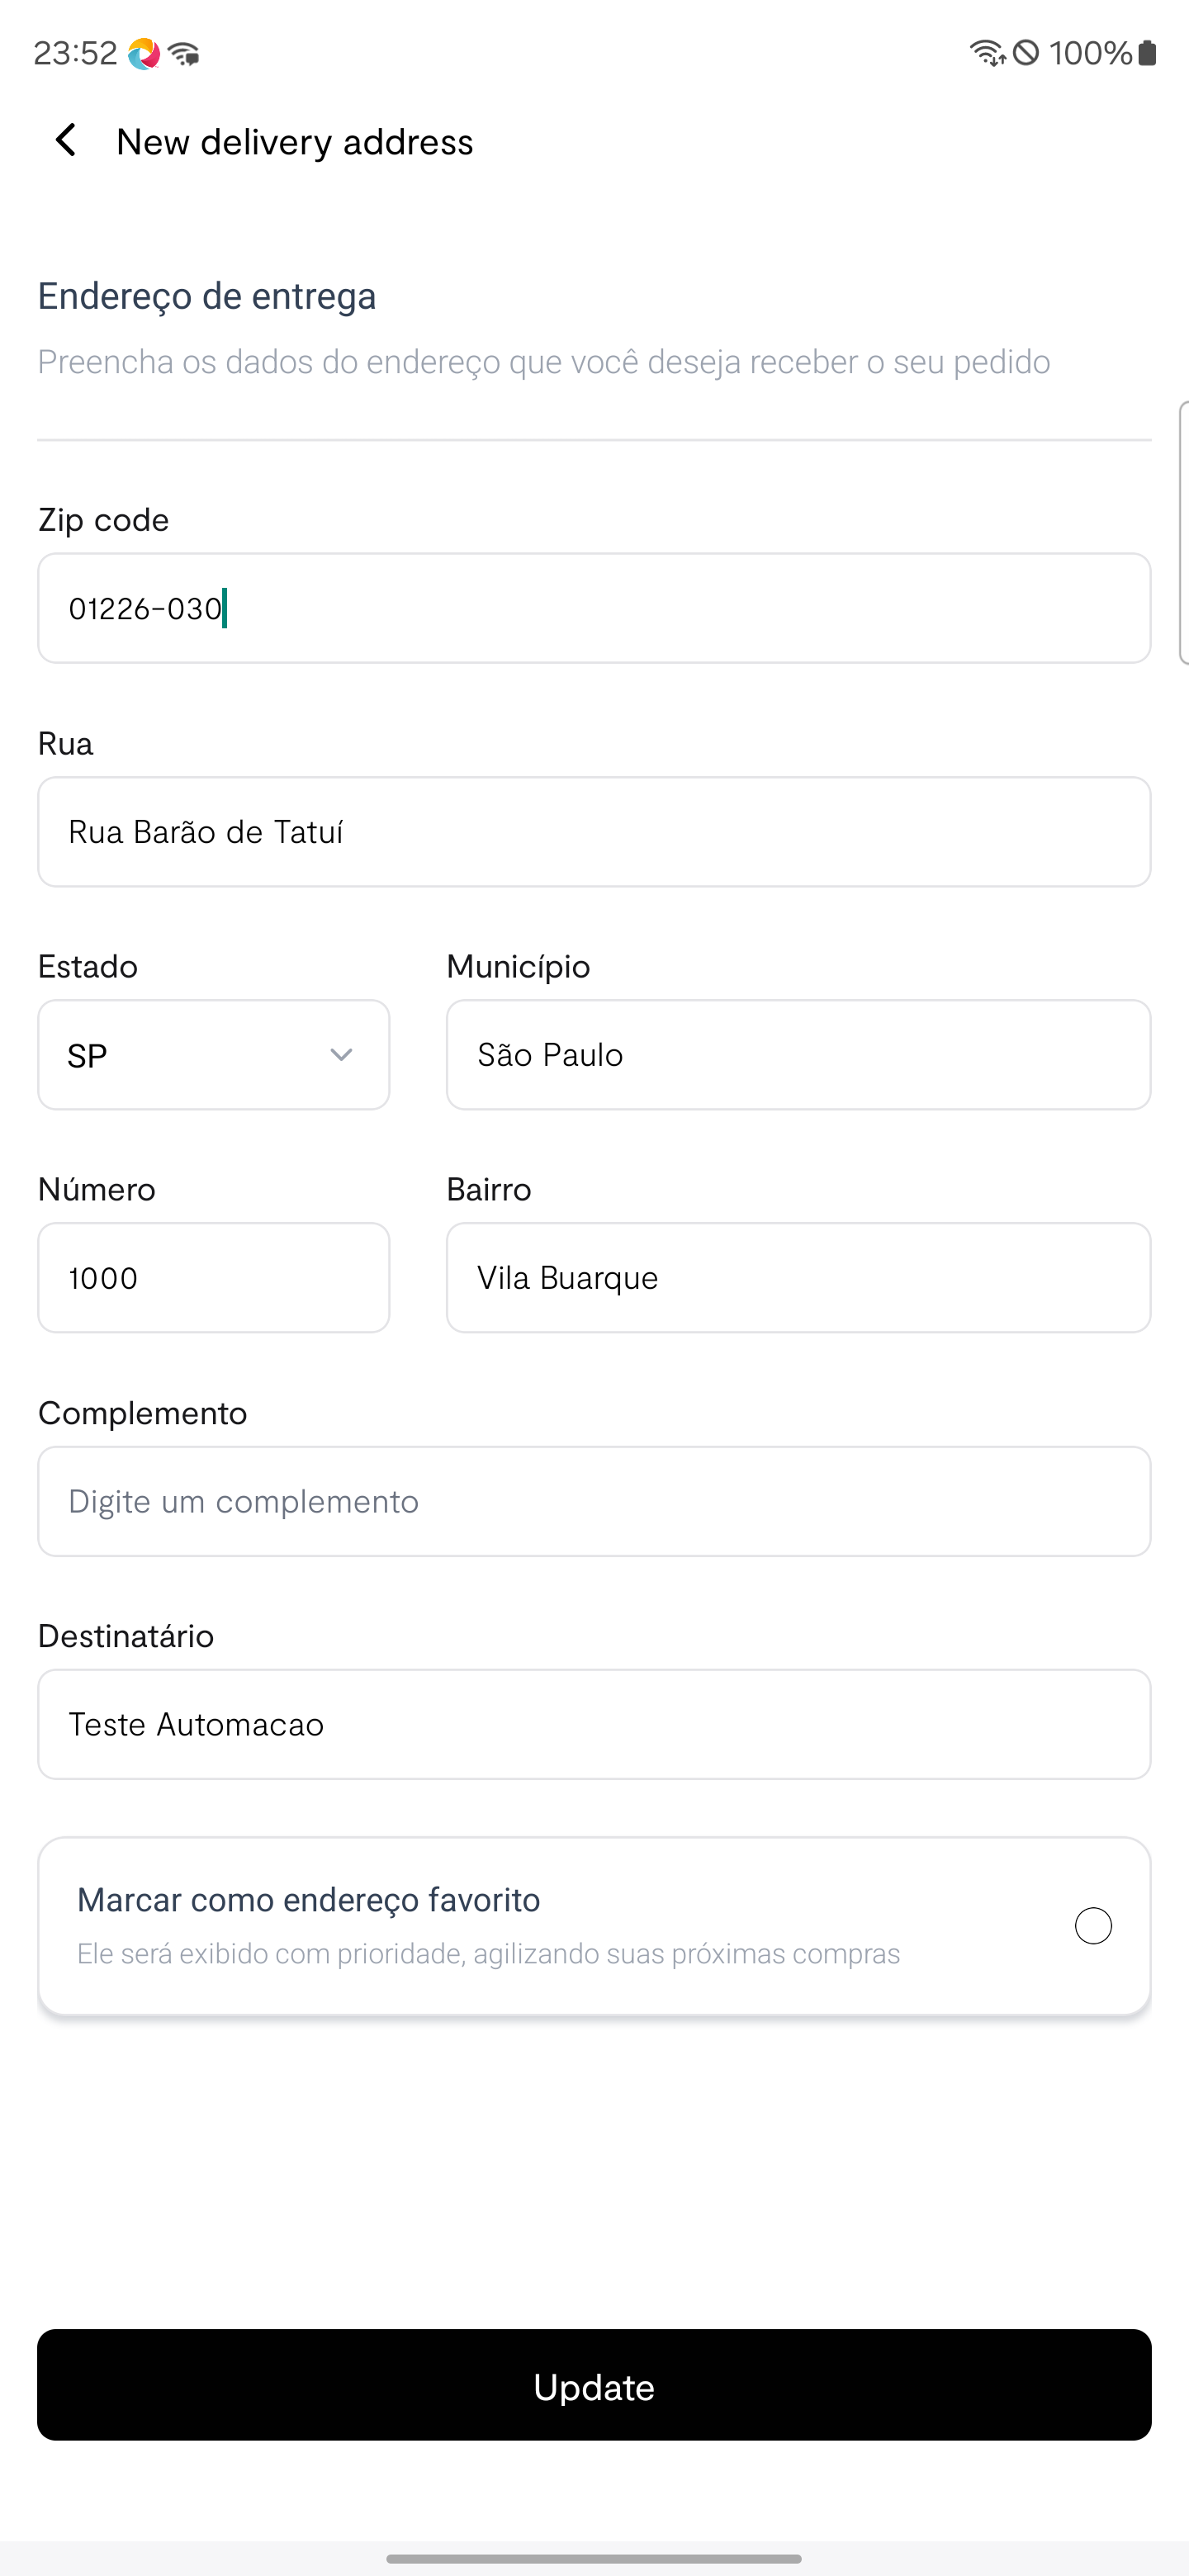 23:52 100%
New delivery address
Endereço de entrega
Preencha os dados do endereço que você deseja receber o seu pedido
Zip code
01226-030
Rua
Rua Barão de Tatuí
Estado Município
SP São Paulo
Número Bairro
1000 Vila Buarque
Complemento
Digite um complemento
Destinatário
Teste Automacao
Marcar como endereço favorito
Ele será exibido com prioridade, agilizando suas próximas compras
Update